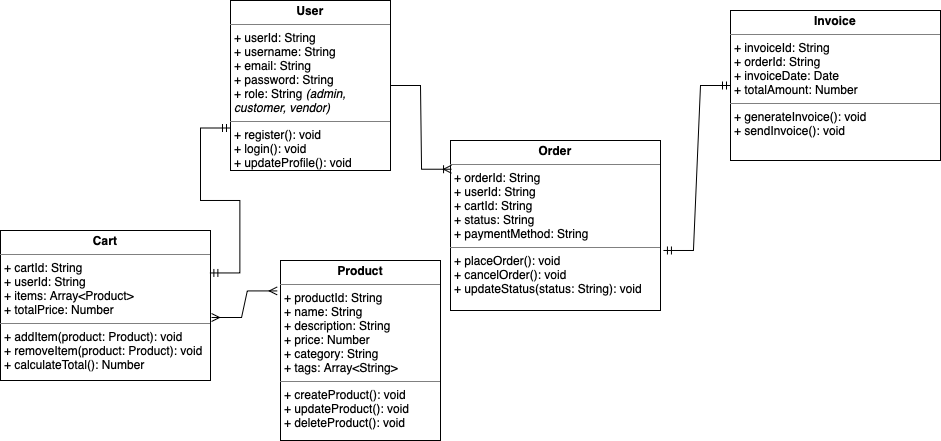 User
+ userId: String
+ username: String
+ email: String
+ password: String
+ role: String (admin,
customer, vendor)
+ register(): void
+ login(): void
+ updateProfile(): void
Invoice
+ invoiceId: String
+ orderId: String
+ invoiceDate: Date
+ totalAmount: Number
+ generateInvoice(): void
+ sendInvoice(): void
Order
+ orderId: String
+ userId: String
+ cartId: String
+ status: String
+ paymentMethod: String
+ placeOrder(): void
+ cancelOrder(): void
+ updateStatus(status: String): void
Cart
+ cartId: String
+ userId: String
+ items: Array<Product>
+ totalPrice: Number
+ addItem(product: Product): void
+ removeItem(product: Product): void
+ calculateTotal(): Number
Product
+ productId: String
+ name: String
+ description: String
+ price: Number
+ category: String
+ tags: Array<String>
+ createProduct(): void
+ updateProduct(): void
+ deleteProduct(): void